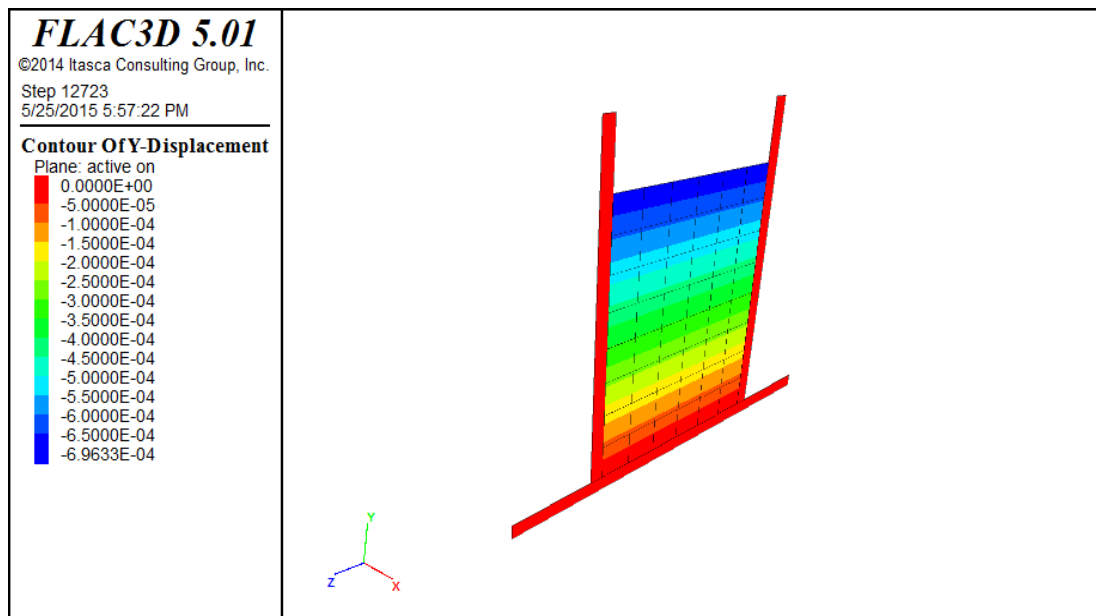 FLAC3D 5.01
©2014 Itasca Consulting Group, Inc.
Step 12723
5/25/2015 5:57:22 PM
Contour Of Y-Displacement
Plane: active on
0.0000E+00
-5.0000E-05
-1.0000E-04
-1.5000E-04
-2.0000E-04
-2.5000E-04
-3.0000E-04
-3.5000E-04
-4.0000E-04
-4.5000E-04
-5.0000E-04
-5.5000E-04
-6.0000E-04
-6.5000E-04
-6.9633E-04
Y
Z
X